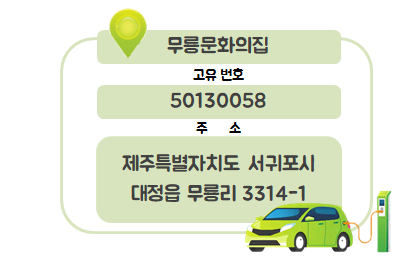 무릉문화의집
고유 번호
50130058
주 소
제주특별자치도 서귀포시
대정읍 무릉리 3314-1